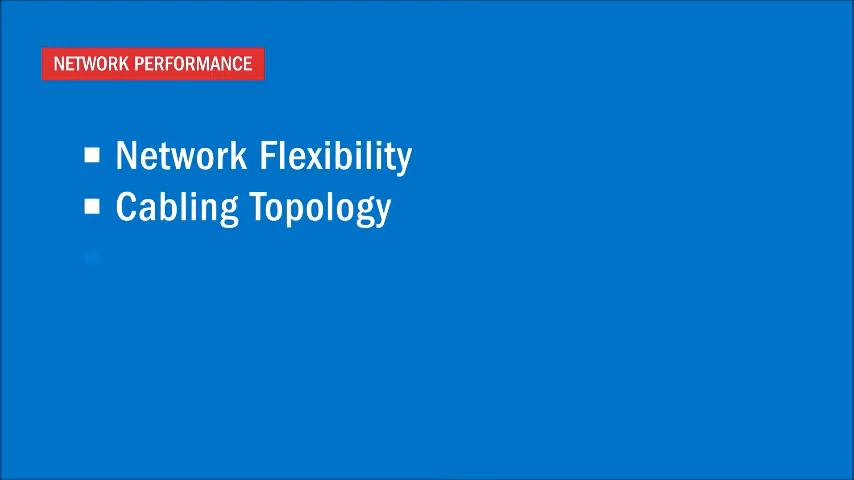 NETWORK PERFORMANCE
Network Flexibility
Cabling Topology